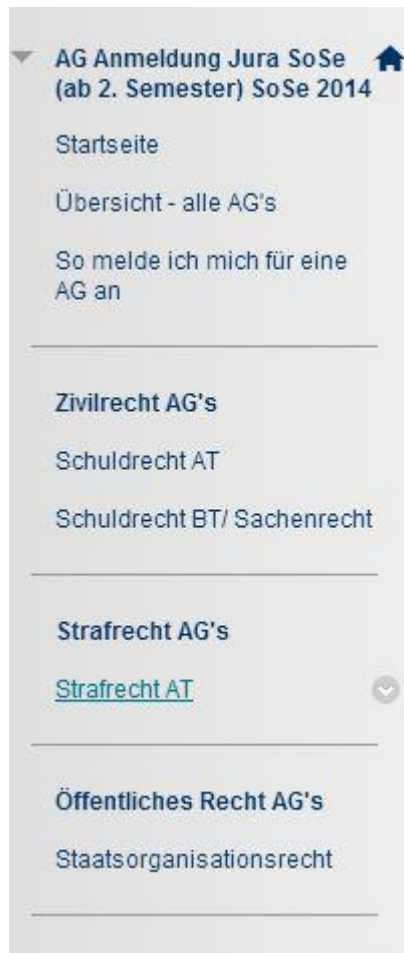 AG Anmeldung Jura SoSe
(ab 2. Semester) SoSe 2014
Startseite
Übersicht - alle AG's
So melde ich mich für eine
AG an
Zivilrecht AG's
Schuldrecht AT
Schuldrecht BT/ Sachenrecht
Strafrecht AG's
Strafrecht AT
Öffentliches Recht AG's
Staatsorganisationsrecht